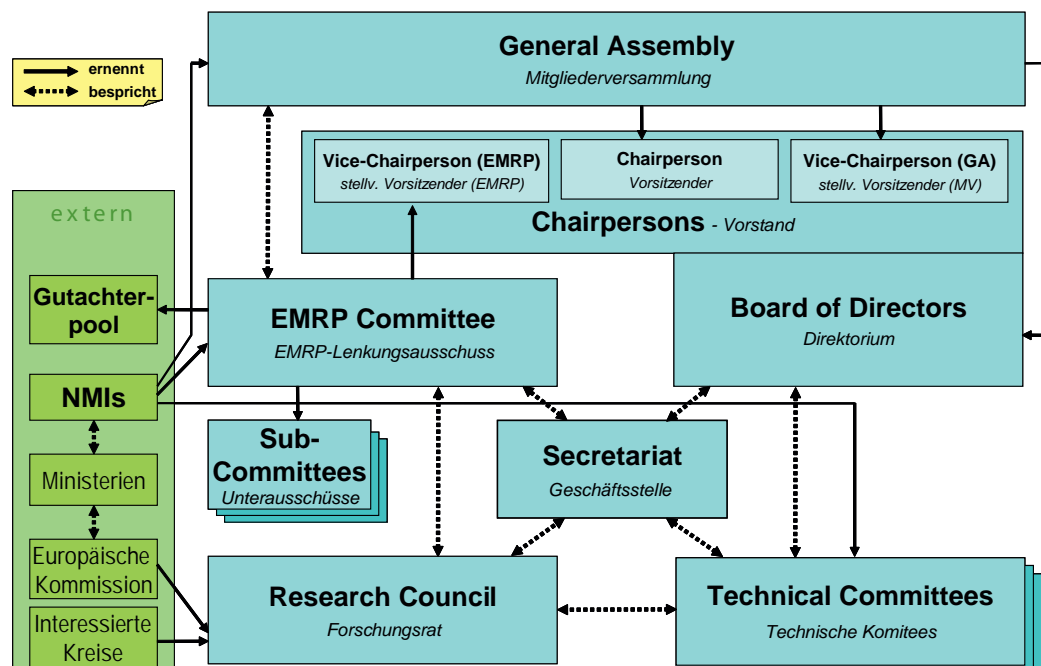 General Assembly
Mitgliederversammlung
ernennt
bespricht
Vice-Chairperson (EMRP)
stellv. Vorsitzender (EMRP)
Chairperson
Vorsitzender
Vice-Chairperson (GA)
stellv. Vorsitzender (MV)
Chairpersons - Vorstand
extern
Gutachter-
pool
NMIs
Ministerien
Europäische
Kommission
Interessierte
Kreise
EMRP Committee
EMRP-Lenkungsausschuss
Board of Directors
Direktorium
Sub-
Committees
Unterausschüsse
Secretariat
Geschäftsstelle
Research Council
Forschungsrat
Technical Committees
Technische Komitees